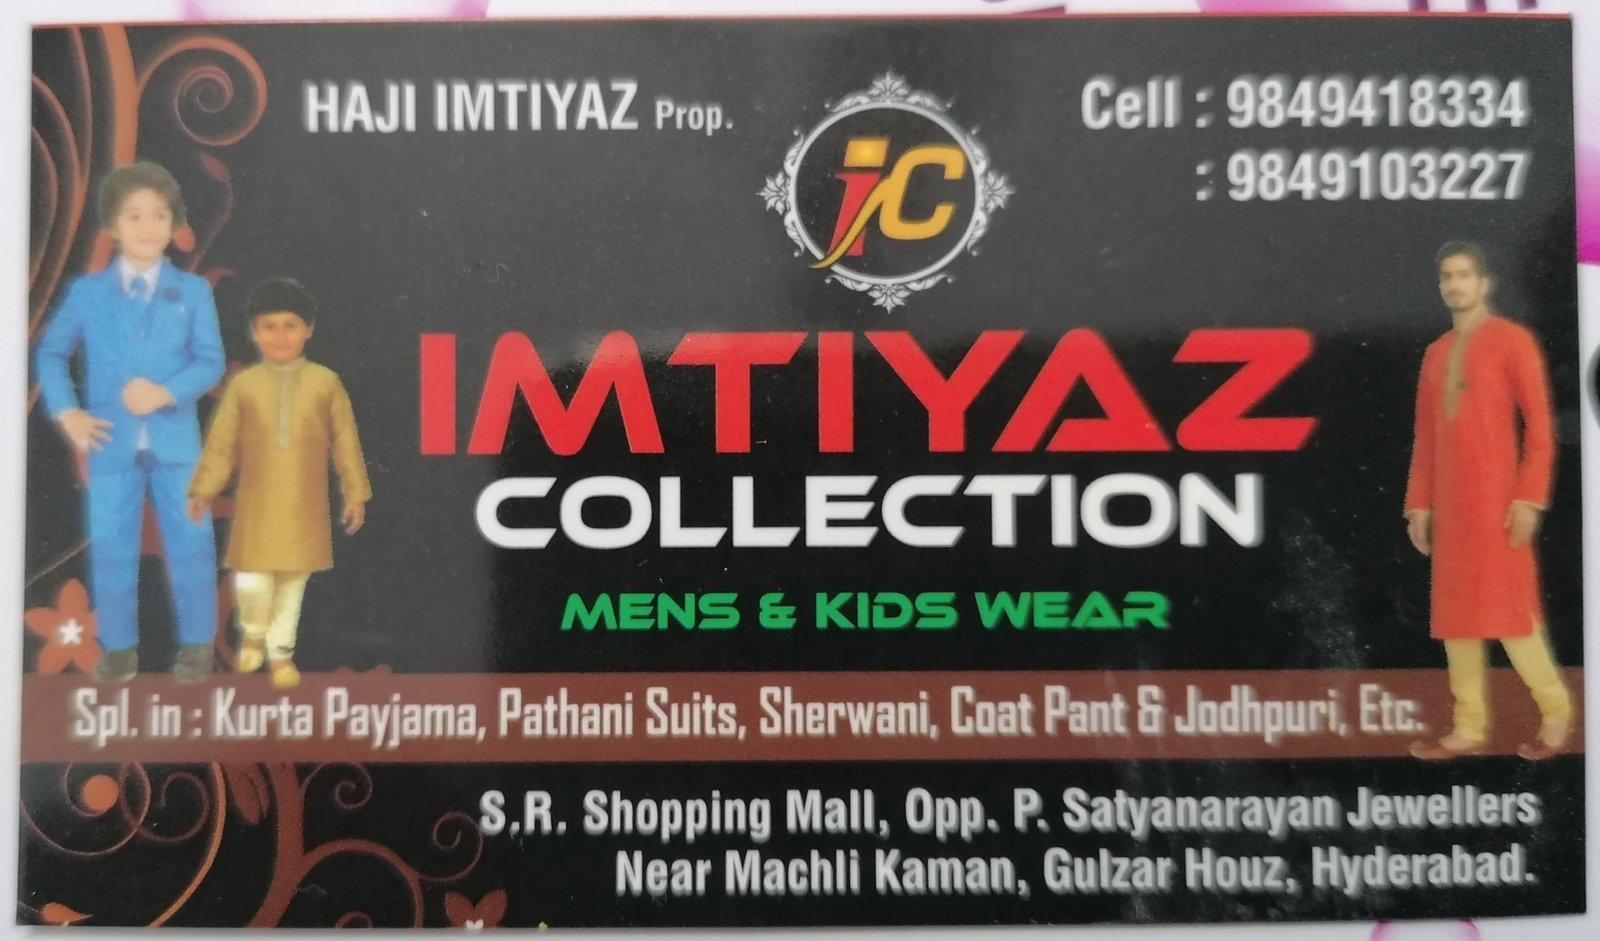 HAJI IMTIYAZ Prop.
Cell : 9849418334
: 9849103227
ic
IMTIYAZ
COLLECTION
MENS & KIDS WEAR
Spl. in : Kurta Payjama, Pathani Suits, Sherwani, Coat Pant & Jodhpuri, Etc.
S.R. Shopping Mall, Opp. P. Satyanarayan Jewellers
Near Machli Kaman, Gulzar Houz, Hyderabad.